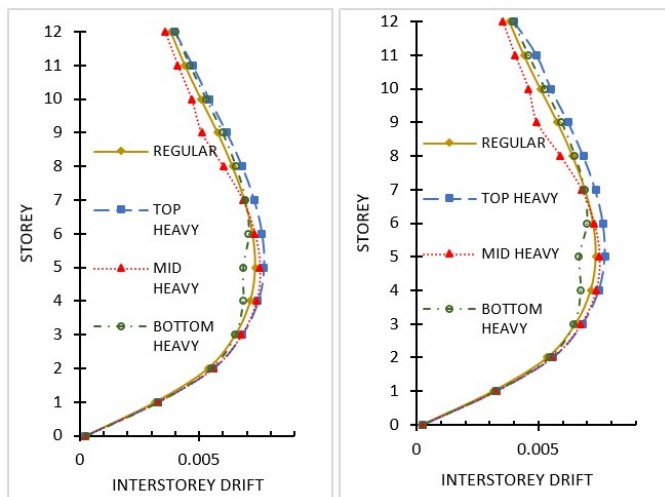 12
11
10
9
8
7
6
5
4
3
2
1
0
STOREY
REGULAR
TOP
HEAVY
MID
HEAVY
BOTTOM
HEAVY
0
0.005
INTERSTOREY DRIFT
12
11
10
9
8
7
6
5
4
3
2
1
0
STOREY
REGULAR
TOP HEAVY
MID HEAVY
BOTTOM
HEAVY
0
0.005
INTERSTOREY DRIFT